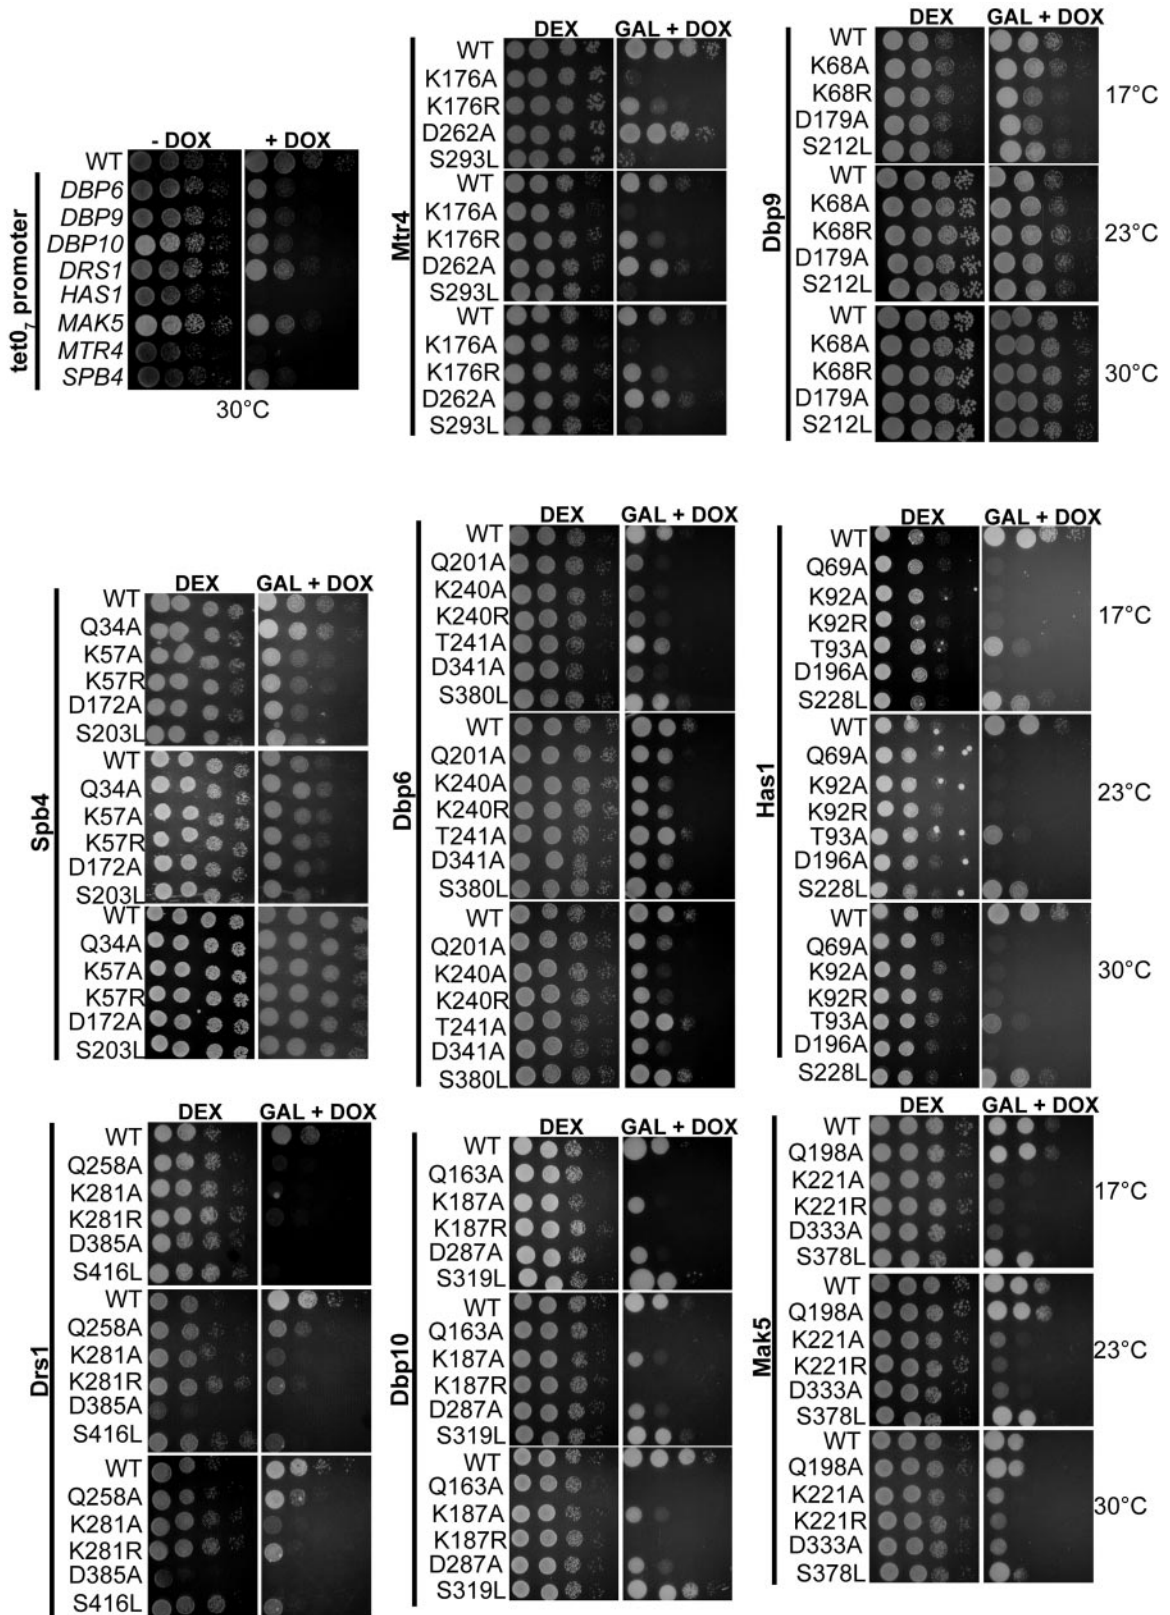 - DOX + DOX
tet07 promoter
WT
DBP6
DBP9
DBP10
DRS1
HAS1
MAK5
MTR4
SPB4
30°C
DEX GAL + DOX
Mtr4
WT
K176A
K176R
D262A
S293L
WT
K176A
K176R
D262A
S293L
WT
K176A
K176R
D262A
S293L
DEX GAL + DOX
Dbp9
WT
K68A
K68R
D179A
S212L
WT
K68A
K68R
D179A
S212L
WT
K68A
K68R
D179A
S212L
17°C
23°C
30°C
DEX GAL + DOX
Spb4
WT
Q34A
K57A
K57R
D172A
S203L
WT
Q34A
K57A
K57R
D172A
S203L
WT
Q34A
K57A
K57R
D172A
S203L
DEX GAL + DOX
Dbp6
WT
Q201A
K240A
K240R
T241A
D341A
S380L
WT
Q201A
K240A
K240R
T241A
D341A
S380L
WT
Q201A
K240A
K240R
T241A
D341A
S380L
DEX GAL + DOX
Has1
WT
Q69A
K92A
K92R
T93A
D196A
S228L
WT
Q69A
K92A
K92R
T93A
D196A
S228L
WT
Q69A
K92A
K92R
T93A
D196A
S228L
17°C
23°C
30°C
DEX GAL + DOX
Drs1
WT
Q258A
K281A
K281R
D385A
S416L
WT
Q258A
K281A
K281R
D385A
S416L
WT
Q258A
K281A
K281R
D385A
S416L
DEX GAL + DOX
Dbp10
WT
Q163A
K187A
K187R
D287A
S319L
WT
Q163A
K187A
K187R
D287A
S319L
WT
Q163A
K187A
K187R
D287A
S319L
DEX GAL + DOX
Mak5
WT
Q198A
K221A
K221R
D333A
S378L
WT
Q198A
K221A
K221R
D333A
S378L
WT
Q198A
K221A
K221R
D333A
S378L
17°C
23°C
30°C